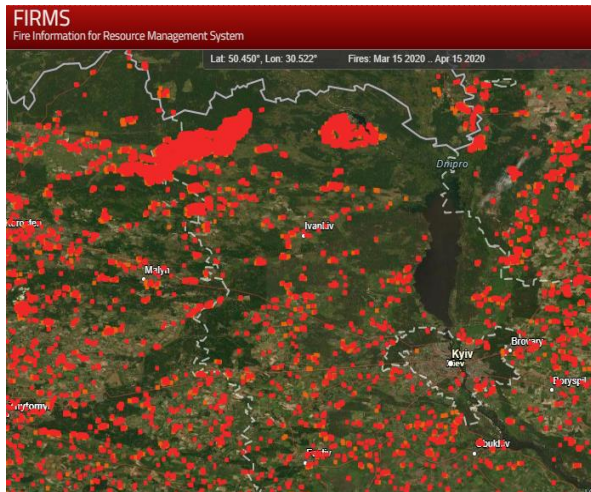 FIRMS
Fire Information for Resource Management System
Lat: 50.450°, Lon: 30.522° Fires: Mar 15 2020 .. Apr 15 2020
Dnipro
Ivankiv
Malyn
Brovary
Kyiv
Kiev
Boryspil
Obukhiv